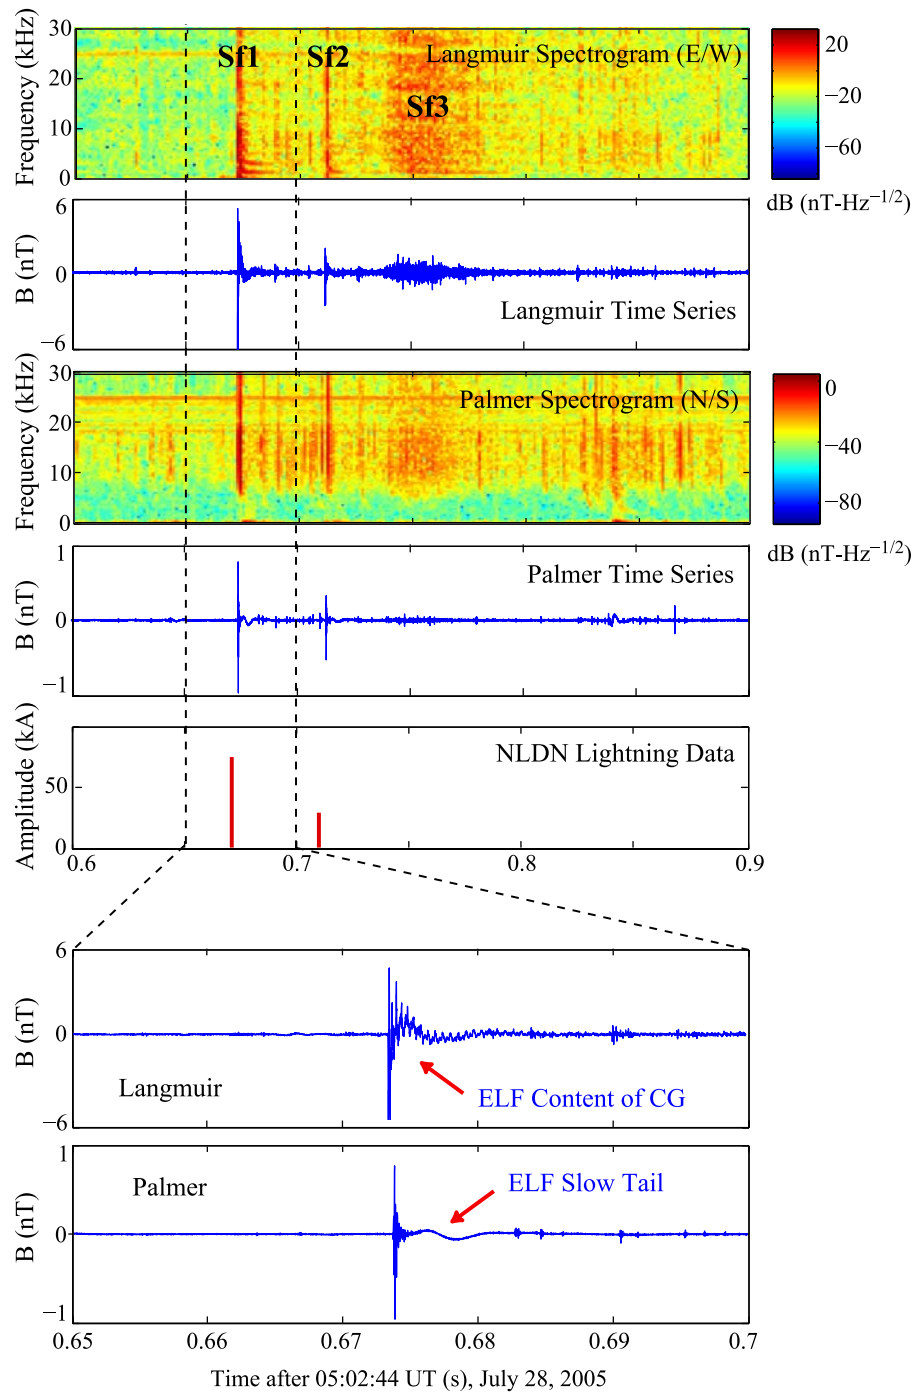 Frequency (kHz)
30
20
10
0
Sf1
Sf2
Langmuir Spectrogram (E/W)
Sf3
20
−20
−60
dB (nT-Hz−1/2)
B (nT)
6
0
−6
Langmuir Time Series
Frequency (kHz)
30
20
10
0
Palmer Spectrogram (N/S)
0
−40
−80
dB (nT-Hz−1/2)
B (nT)
1
0
−1
Palmer Time Series
Amplitude (kA)
50
0
NLDN Lightning Data
0.6
0.7
0.8
0.9
B (nT)
6
0
−6
Langmuir
ELF Content of CG
B (nT)
1
0
−1
Palmer
ELF Slow Tail
0.65
0.66
0.67
0.68
0.69
0.7
Time after 05:02:44 UT (s), July 28, 2005